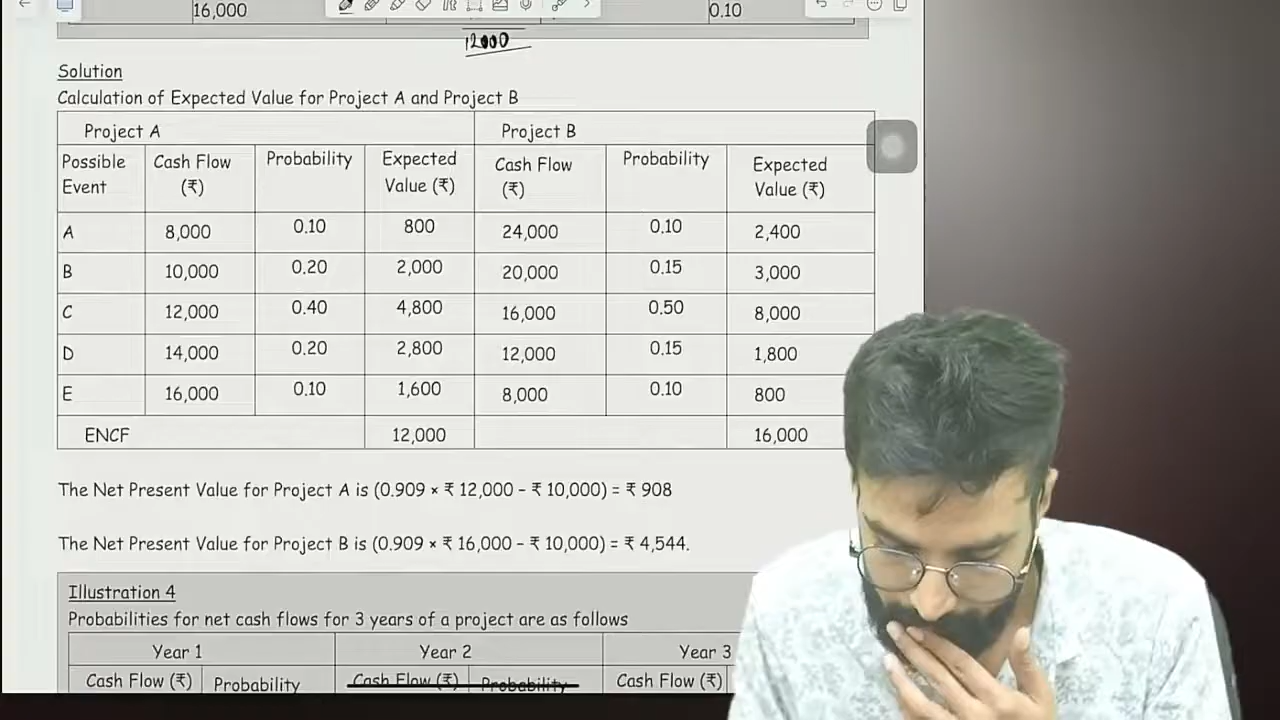 16,000 0.10
12000
Solution
Calculation of Expected Value for Project A and Project B
Project A Project B
Possible Event Cash Flow (₹) Probability Expected Value (₹) Cash Flow (₹) Probability Expected Value (₹)
A 8,000 0.10 800 24,000 0.10 2,400
B 10,000 0.20 2,000 20,000 0.15 3,000
C 12,000 0.40 4,800 16,000 0.50 8,000
D 14,000 0.20 2,800 12,000 0.15 1,800
E 16,000 0.10 1,600 8,000 0.10 800
ENCF 12,000 16,000
The Net Present Value for Project A is (0.909 × ₹ 12,000 – ₹ 10,000) = ₹ 908
The Net Present Value for Project B is (0.909 × ₹ 16,000 – ₹ 10,000) = ₹ 4,544.
Illustration 4
Probabilities for net cash flows for 3 years of a project are as follows
Year 1 Year 2 Year 3
Cash Flow (₹) Probability Cash Flow (₹) Probability Cash Flow (₹)